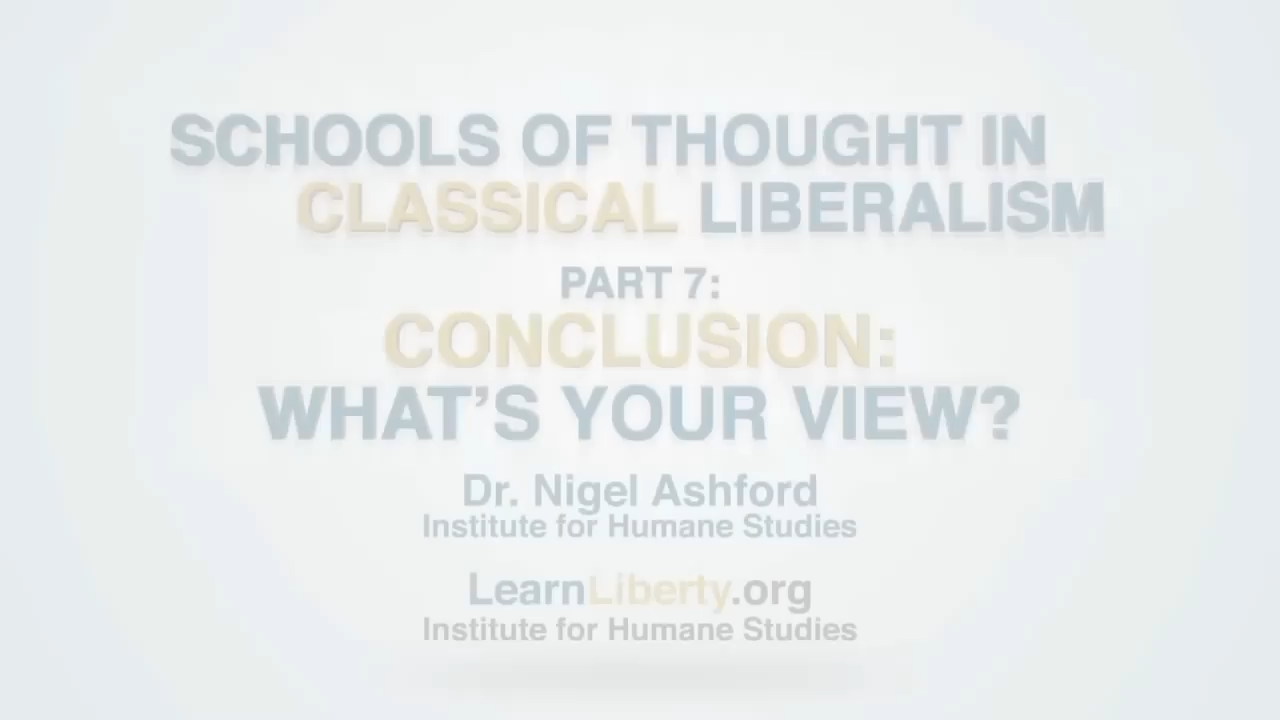 SCHOOLS OF THOUGHT IN
CLASSICAL LIBERALISM
PART 7:
CONCLUSION:
WHAT'S YOUR VIEW?
Dr. Nigel Ashford
Institute for Humane Studies
LearnLiberty.org
Institute for Humane Studies